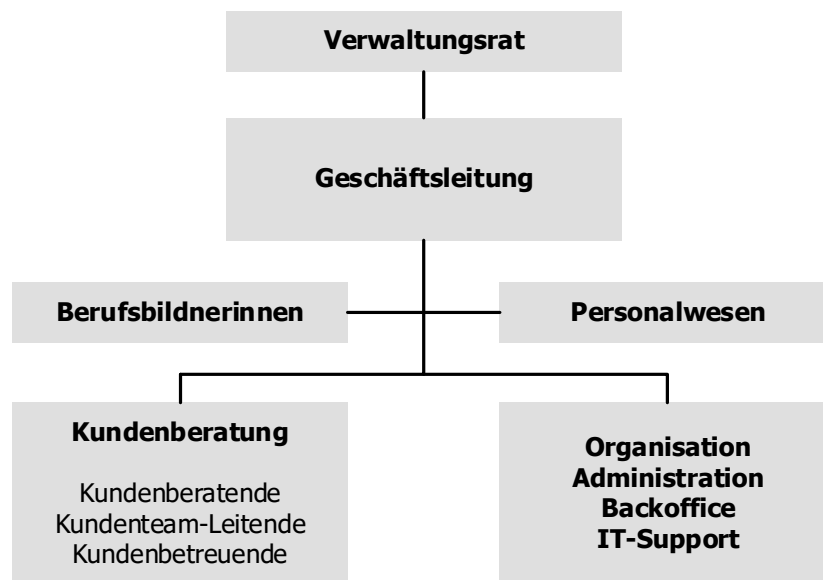 Verwaltungsrat
Geschäftsleitung
Berufsbildnerinnen
Personalwesen
Kundenberatung
Kundenberatende
Kundenteam-Leitende
Kundenbetreuende
Organisation
Administration
Backoffice
IT-Support